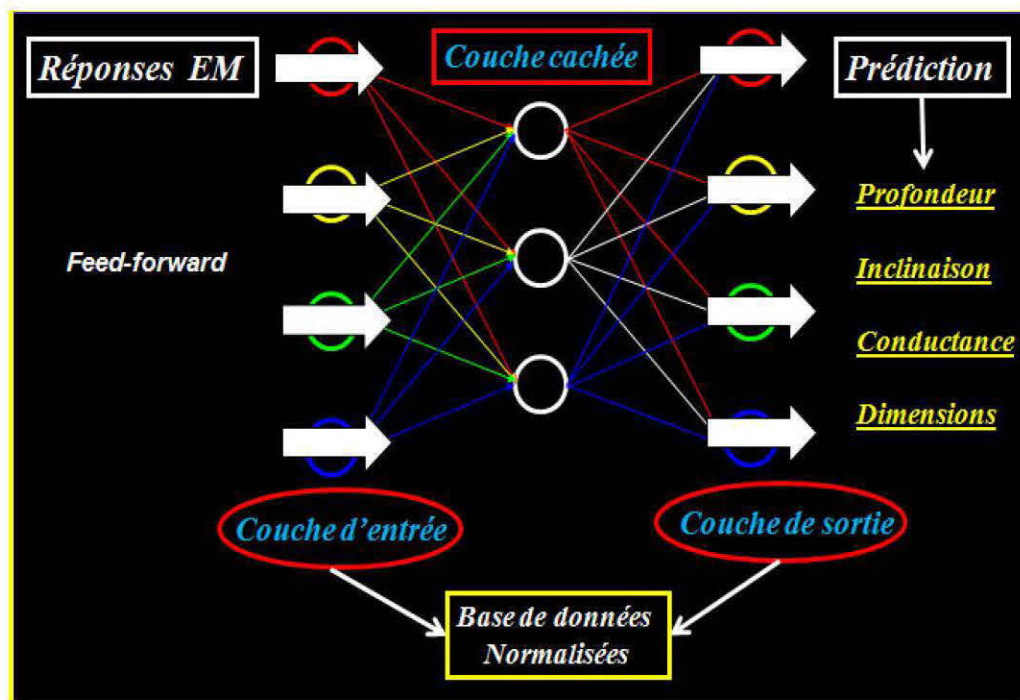 Réponses EM
Couche cachée
Prédiction
Profondeur
Feed-forward
Inclinaison
Conductance
Dimensions
Couche d'entrée
Couche de sortie
Base de données
Normalisées